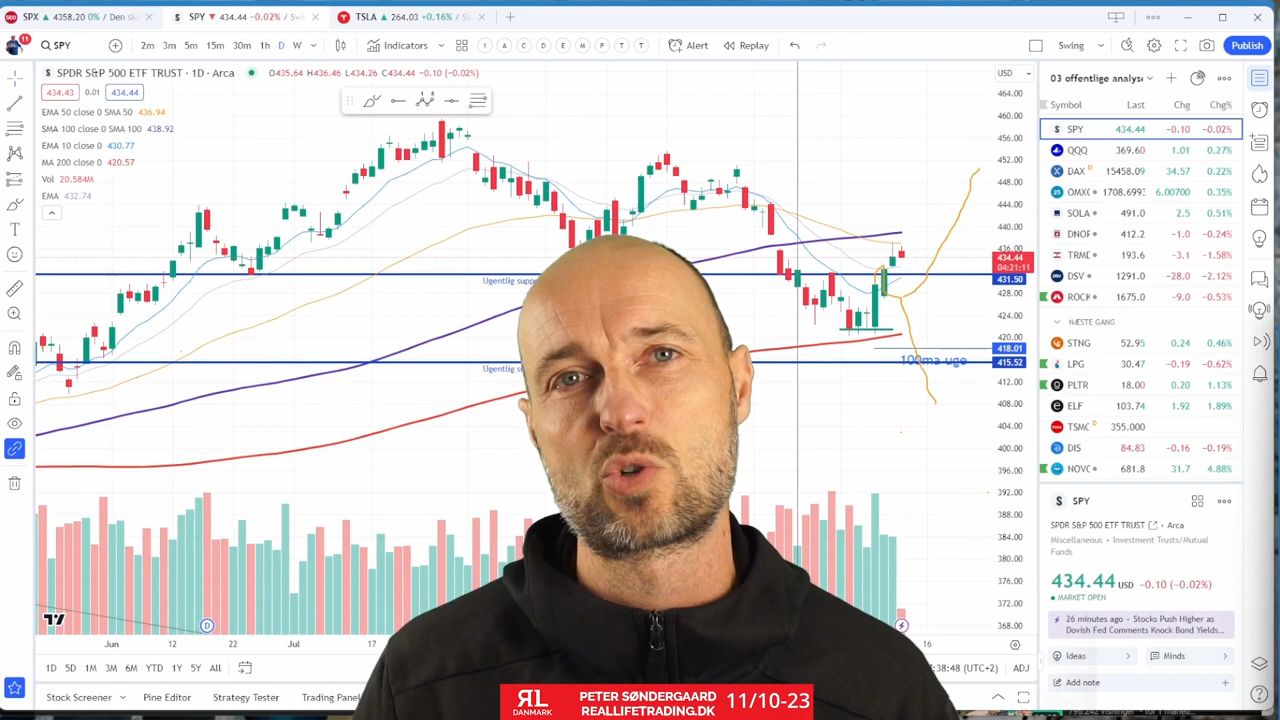 SPX ▲ 4358.20 0% / Den ska
SPY ▼ 434.44 −0.02% / Swi
TSLA ▲ 264.03 +0.16% / Sa
11
SPY
2m 3m 5m 15m 30m 1h D W
Indicators
1 A C D E M P T T
Alert
Replay
Swing
Publish
SPDR S&P 500 ETF TRUST · 1D · Arca
O435.64 H436.46 L434.26 C434.44 −0.10 (−0.02%)
434.43 0.01 434.44
EMA 50 close 0 SMA 50 436.94
SMA 100 close 0 SMA 100 438.92
EMA 10 close 0 430.77
MA 200 close 0 420.57
Vol 20.584M
EMA 432.74
USD
464.00
460.00
456.00
452.00
448.00
444.00
440.00
436.00
434.44
04:21:11
431.50
428.00
424.00
420.00
418.01
415.52
412.00
408.00
404.00
400.00
396.00
392.00
388.00
384.00
380.00
376.00
372.00
368.00
Ugentlig supp
Ugentlig su
100ma uge
D
Jun 12 22 Jul 17 16
1D 5D 1M 3M 6M YTD 1Y 5Y All
:38:48 (UTC+2) ADJ
Stock Screener Pine Editor Strategy Tester Trading Panel
03 offentlige analyse
Symbol Last Chg Chg%
SPY 434.44 −0.10 −0.02%
QQQ 369.60 1.01 0.27%
DAX D 15458.09 34.57 0.22%
OMXC 1708.6993 6.00700 0.35%
SOLA 491.0 2.5 0.51%
DNOR 412.2 −1.0 −0.24%
TRME 193.6 −3.1 −1.55%
DSV 1291.0 −28.0 −2.12%
ROCK 1675.0 −9.0 −0.53%
NÆSTE GANG
STNG 52.95 0.24 0.46%
LPG 30.47 −0.19 −0.62%
PLTR 18.00 0.20 1.13%
ELF 103.74 1.92 1.89%
TSMC D 355.000
DIS 84.83 −0.16 −0.19%
NOVO 681.8 31.7 4.88%
SPY
SPDR S&P 500 ETF TRUST · Arca
Miscellaneous · Investment Trusts/Mutual
Funds
434.44 USD −0.10 (−0.02%)
MARKET OPEN
26 minutes ago · Stocks Push Higher as
Dovish Fed Comments Knock Bond Yields...
Ideas
Minds
Add note
RL
DANMARK
PETER SØNDERGAARD
REALLIFETRADING.DK
11/10-23